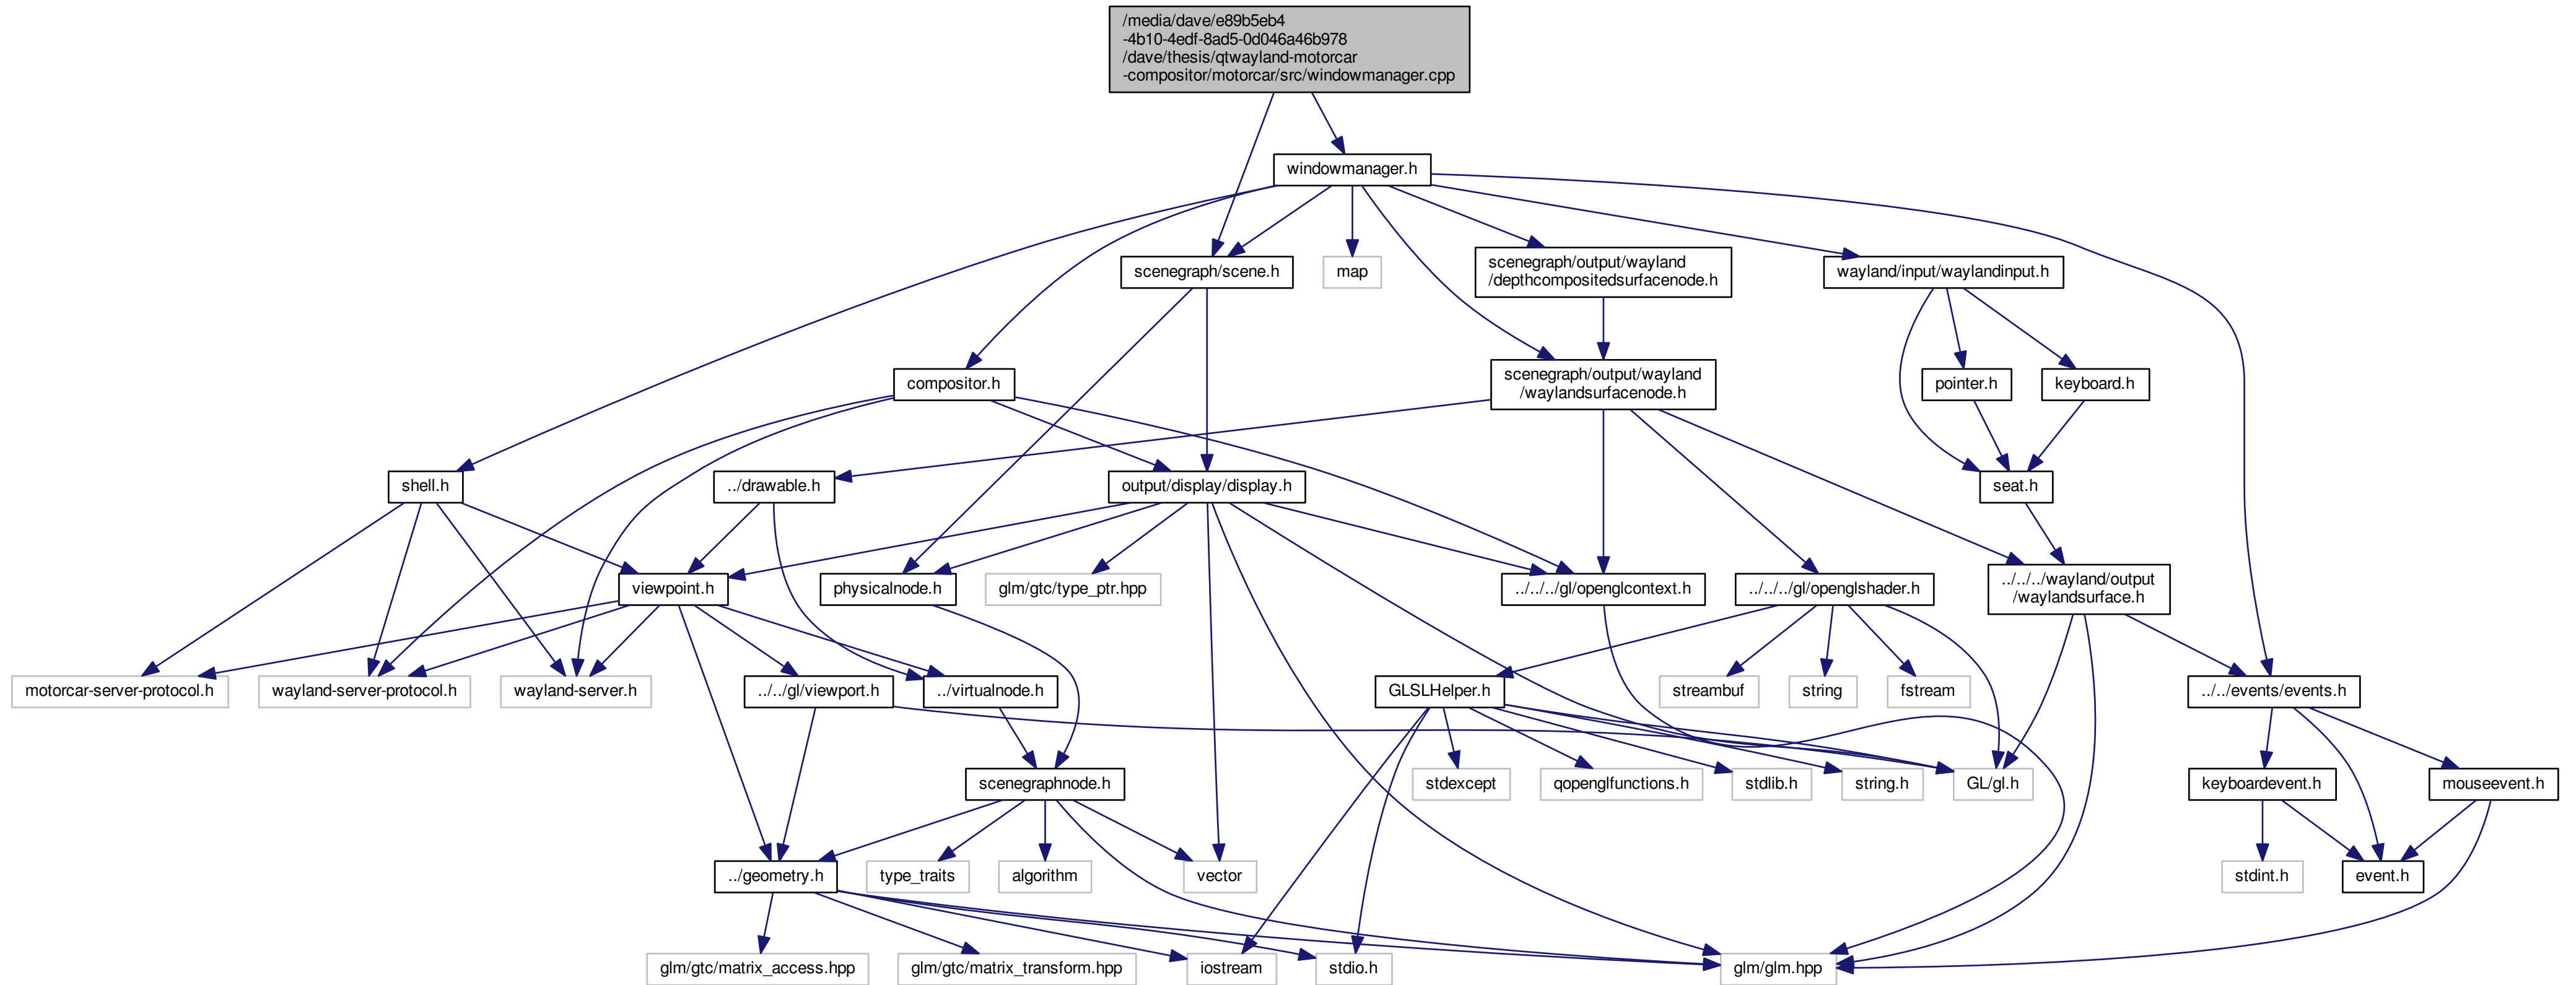 /media/dave/e89b5eb4
-4b10-4edf-8ad5-0d046a46b978
/dave/thesis/qtwayland-motorcar
-compositor/motorcar/src/windowmanager.cpp
windowmanager.h
scenegraph/scene.h
map
scenegraph/output/wayland
/depthcompositedsurfacenode.h
wayland/input/waylandinput.h
compositor.h
scenegraph/output/wayland
/waylandsurfacenode.h
pointer.h
keyboard.h
shell.h
../drawable.h
output/display/display.h
seat.h
viewpoint.h
physicalnode.h
glm/gtc/type_ptr.hpp
../../../gl/openglcontext.h
../../../gl/openglshader.h
../../../wayland/output
/waylandsurface.h
motorcar-server-protocol.h
wayland-server-protocol.h
wayland-server.h
../../gl/viewport.h
../virtualnode.h
GLSLHelper.h
streambuf
string
fstream
../../events/events.h
scenegraphnode.h
stdexcept
qopenglfunctions.h
stdlib.h
string.h
GL/gl.h
keyboardevent.h
mouseevent.h
../geometry.h
type_traits
algorithm
vector
stdint.h
event.h
glm/gtc/matrix_access.hpp
glm/gtc/matrix_transform.hpp
iostream
stdio.h
glm/glm.hpp